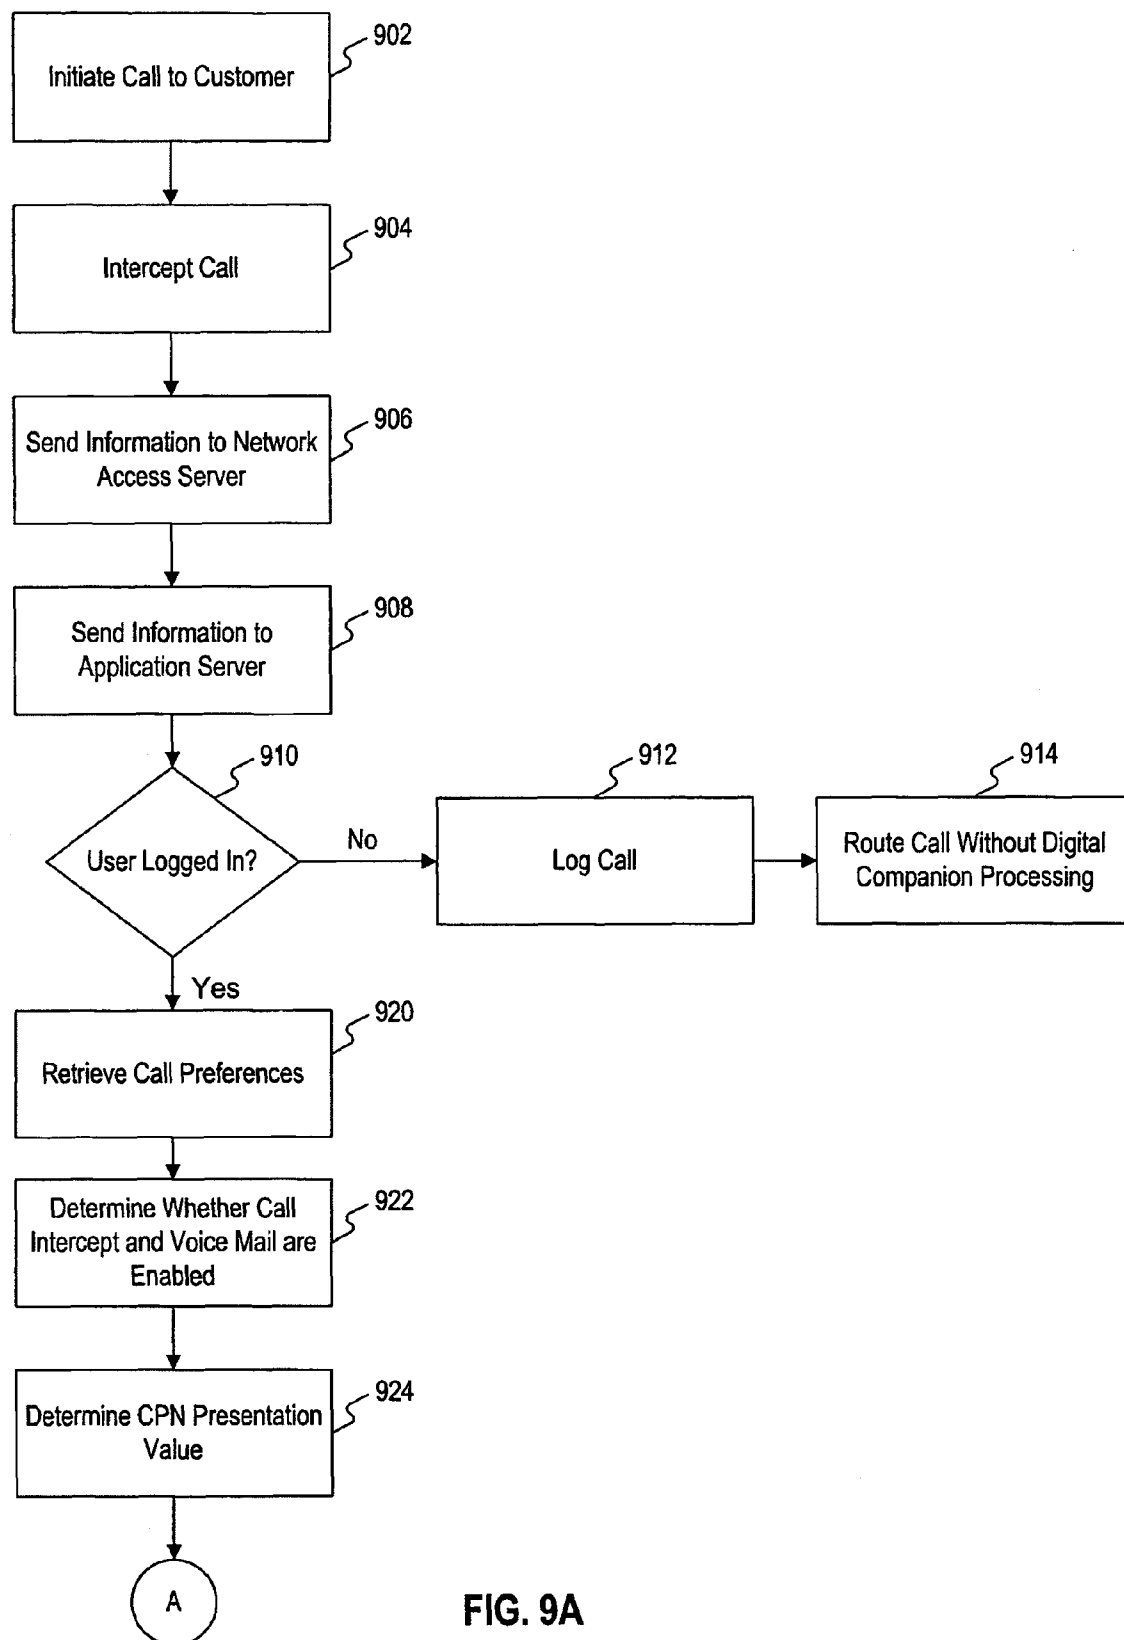 902
Initiate Call to Customer
904
Intercept Call
906
Send Information to Network
Access Server
908
Send Information to
Application Server
910
User Logged In?
No
912
Log Call
914
Route Call Without Digital
Companion Processing
Yes
920
Retrieve Call Preferences
922
Determine Whether Call
Intercept and Voice Mail are
Enabled
924
Determine CPN Presentation
Value
A
FIG. 9A